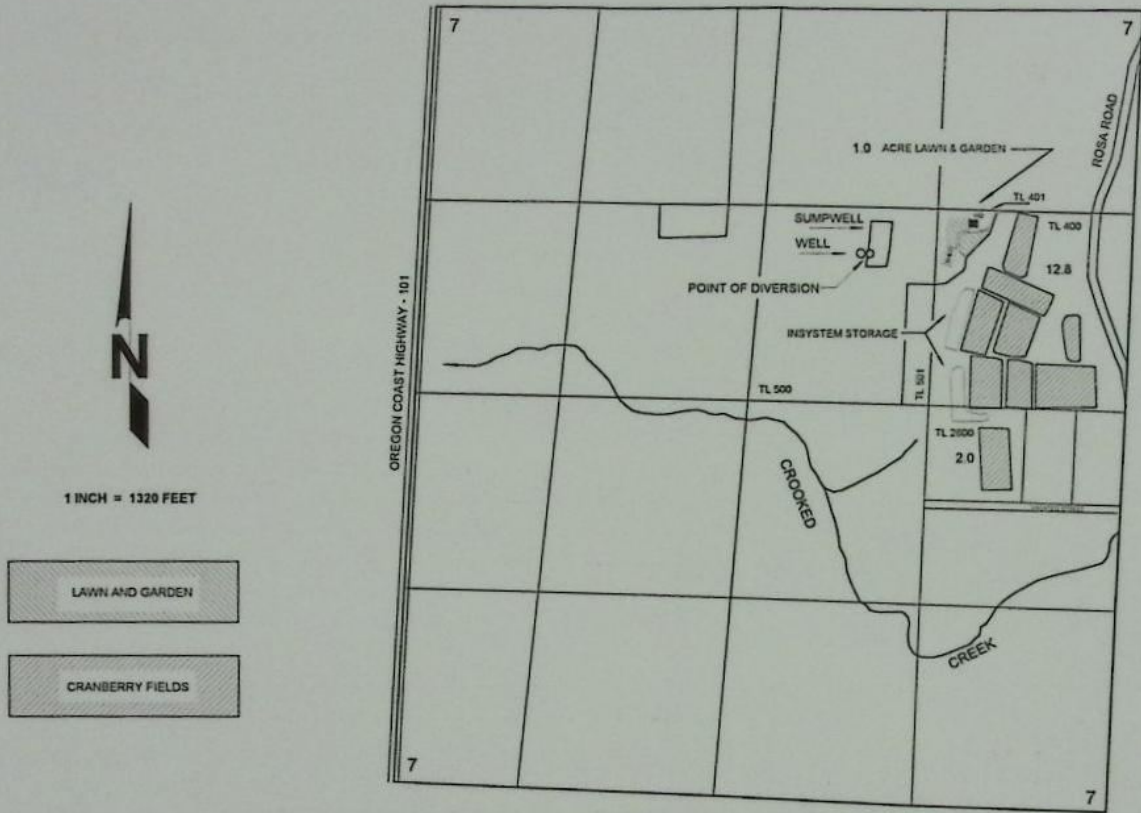 7
7
ROSA ROAD
1.0 ACRE LAWN & GARDEN
TL 401
SUMPWELL
TL 400
WELL
12.8
POINT OF DIVERSION
INSYSTEM STORAGE
OREGON COAST HIGHWAY - 101
TL 500
TL 501
TL 2600
2.0
N
CROOKED
CREEK
1 INCH = 1320 FEET
LAWN AND GARDEN
CRANBERRY FIELDS
7
7